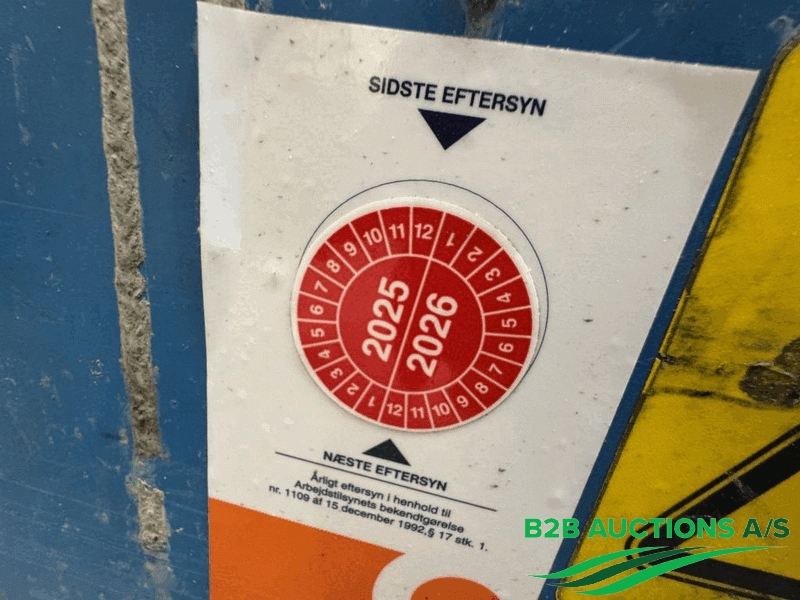 SIDSTE EFTERSYN
7 8 9 10 11 12 1 2 3 4 5 6 7 8 9 10 11 12 1 2 3 4 5 6
2025
2026
NÆSTE EFTERSYN
Årligt eftersyn i henhold til
Arbejdstilsynets bekendtgørelse
nr. 1109 af 15 december 1992,§ 17 stk. 1.
B2B AUCTIONS A/S